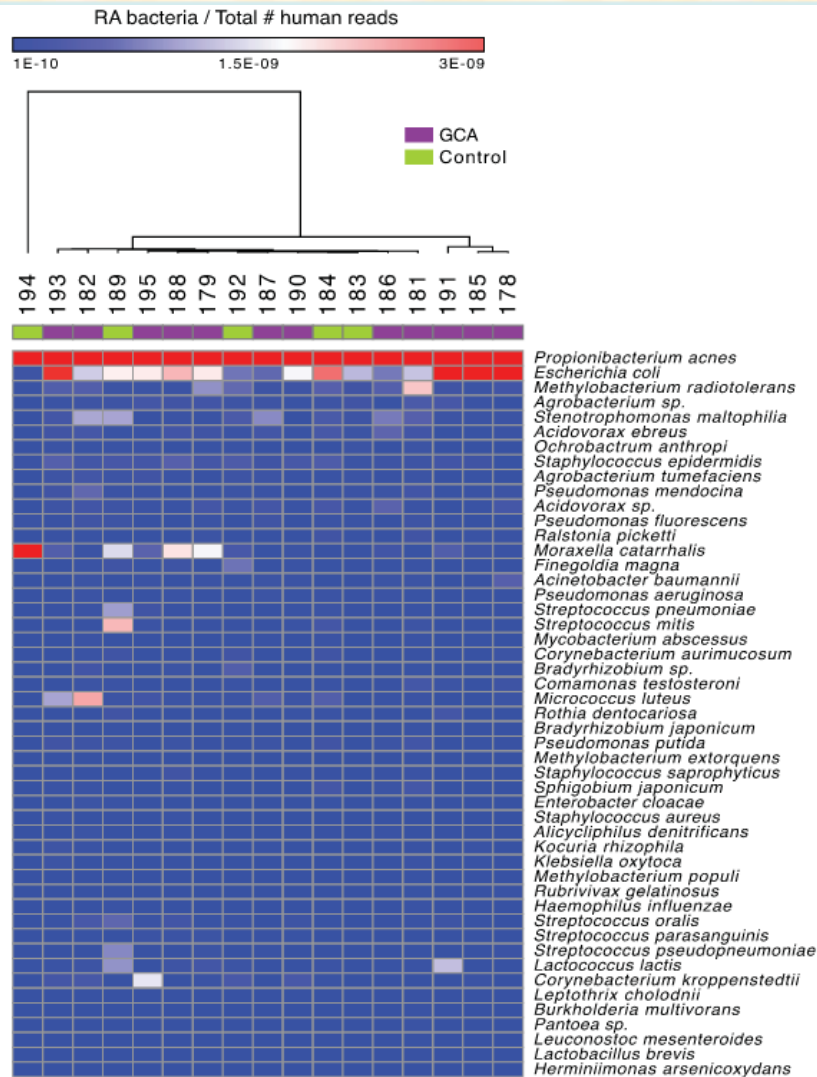 RA bacteria / Total # human reads
1E-10 1.5E-09 3E-09
GCA
Control
194 193 182 189 195 188 179 192 187 190 184 183 186 181 191 185 178
Propionibacterium acnes
Escherichia coli
Methylobacterium radiotolerans
Agrobacterium sp.
Stenotrophomonas maltophilia
Acidovorax ebreus
Ochrobactrum anthropi
Staphylococcus epidermidis
Agrobacterium tumefaciens
Pseudomonas mendocina
Acidovorax sp.
Pseudomonas fluorescens
Ralstonia picketti
Moraxella catarrhalis
Finegoldia magna
Acinetobacter baumannii
Pseudomonas aeruginosa
Streptococcus pneumoniae
Streptococcus mitis
Mycobacterium abscessus
Corynebacterium aurimucosum
Bradyrhizobium sp.
Comamonas testosteroni
Micrococcus luteus
Rothia dentocariosa
Bradyrhizobium japonicum
Pseudomonas putida
Methylobacterium extorquens
Staphylococcus saprophyticus
Sphigobium japonicum
Enterobacter cloacae
Staphylococcus aureus
Alicycliphilus denitrificans
Kocuria rhizophila
Klebsiella oxytoca
Methylobacterium populi
Rubrivivax gelatinosus
Haemophilus influenzae
Streptococcus oralis
Streptococcus parasanguinis
Streptococcus pseudopneumoniae
Lactococcus lactis
Corynebacterium kroppenstedtii
Leptothrix cholodnii
Burkholderia multivorans
Pantoea sp.
Leuconostoc mesenteroides
Lactobacillus brevis
Herminiimonas arsenicoxydans